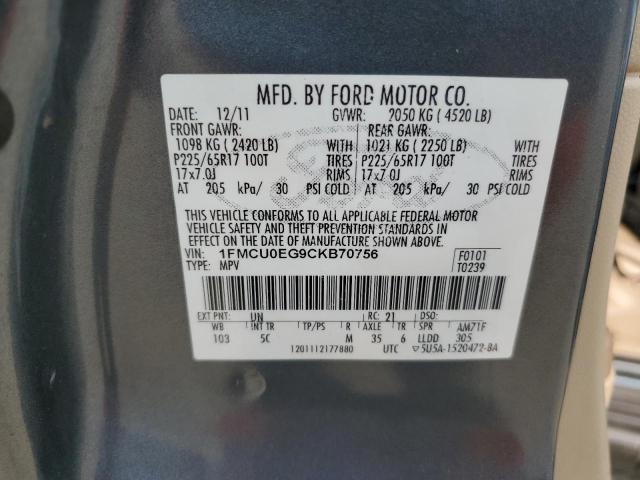 MFD. BY FORD MOTOR CO.
DATE: 12/11 GVWR: 2050 KG ( 4520 LB)
FRONT GAWR: REAR GAWR:
1098 KG ( 2420 LB) WITH 1021 KG ( 2250 LB) WITH
P225/65R17 100T TIRES P225/65R17 100T TIRES
17x7.0J RIMS 17x7.0J RIMS
AT 205 kPa/ 30 PSI COLD AT 205 kPa/ 30 PSI COLD
THIS VEHICLE CONFORMS TO ALL APPLICABLE FEDERAL MOTOR
VEHICLE SAFETY AND THEFT PREVENTION STANDARDS IN
EFFECT ON THE DATE OF MANUFACTURE SHOWN ABOVE.
VIN: 1FMCU0EG9CKB70756 F0101
TYPE: MPV T0239
EXT PNT: UN RC: 21 DSO:
WB INT TR TP/PS R AXLE TR SPR AM71F
103 5C M 35 6 LLDD 305
1201112177880 UTC ▽5U5A-1520472-BA